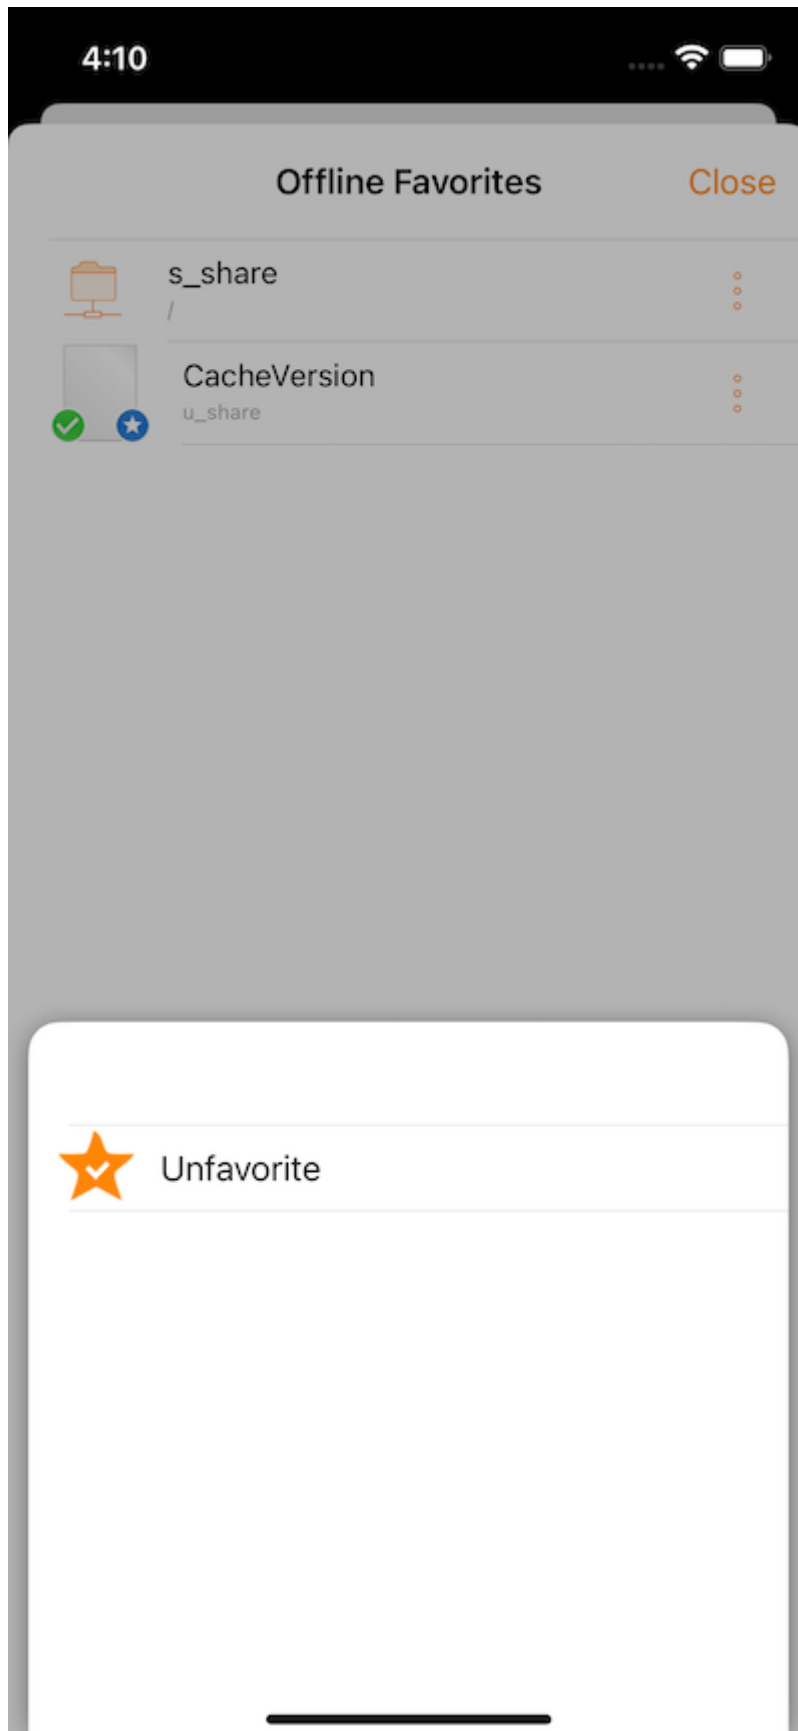 4:10
Offline Favorites
Close
s_share
/
CacheVersion
u_share
Unfavorite